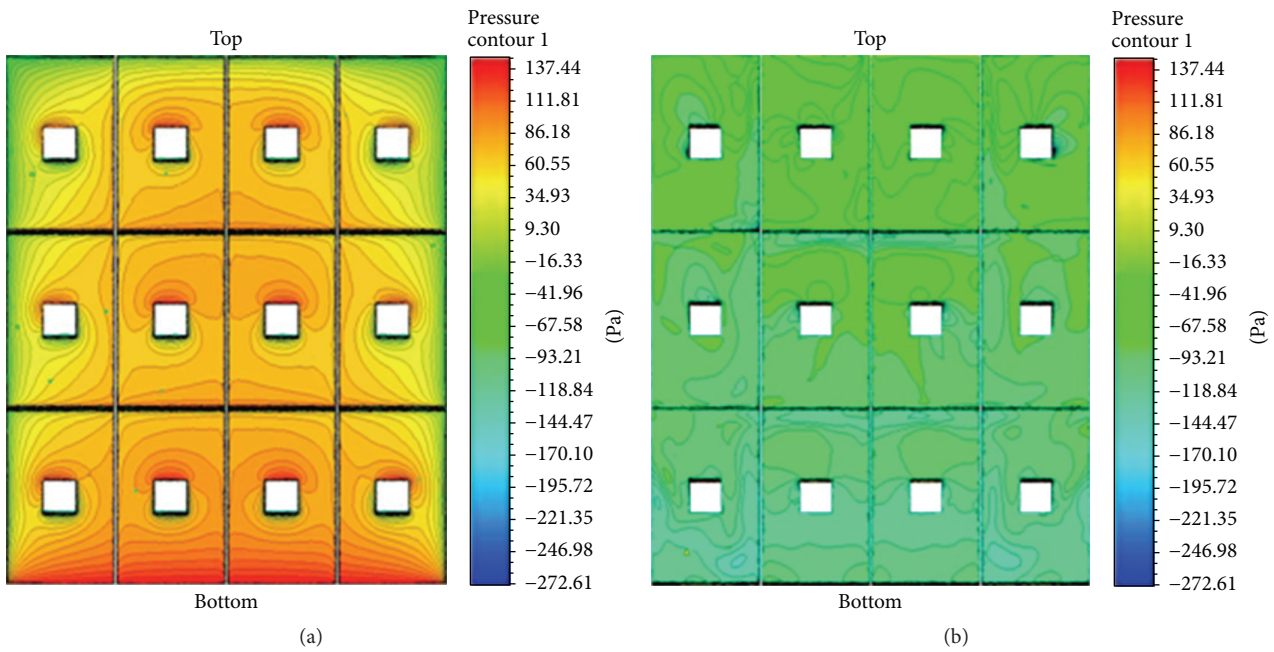 Top
Pressure
contour 1
137.44
111.81
86.18
60.55
34.93
9.30
−16.33
−41.96
−67.58
−93.21
−118.84
−144.47
−170.10
−195.72
−221.35
−246.98
−272.61
(Pa)
Bottom
(a)
Top
Pressure
contour 1
137.44
111.81
86.18
60.55
34.93
9.30
−16.33
−41.96
−67.58
−93.21
−118.84
−144.47
−170.10
−195.72
−221.35
−246.98
−272.61
(Pa)
Bottom
(b)